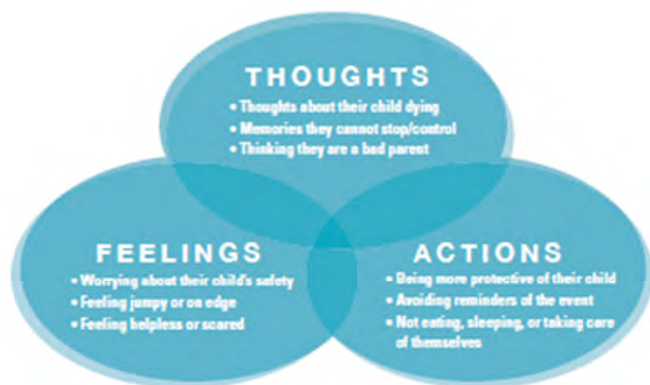 THOUGHTS
• Thoughts about their child dying
• Memories they cannot stop/control
• Thinking they are a bad parent
FEELINGS
• Worrying about their child's safety
• Feeling jumpy or on edge
• Feeling helpless or scared
ACTIONS
• Being more protective of their child
• Avoiding reminders of the event
• Not eating, sleeping, or taking care
of themselves